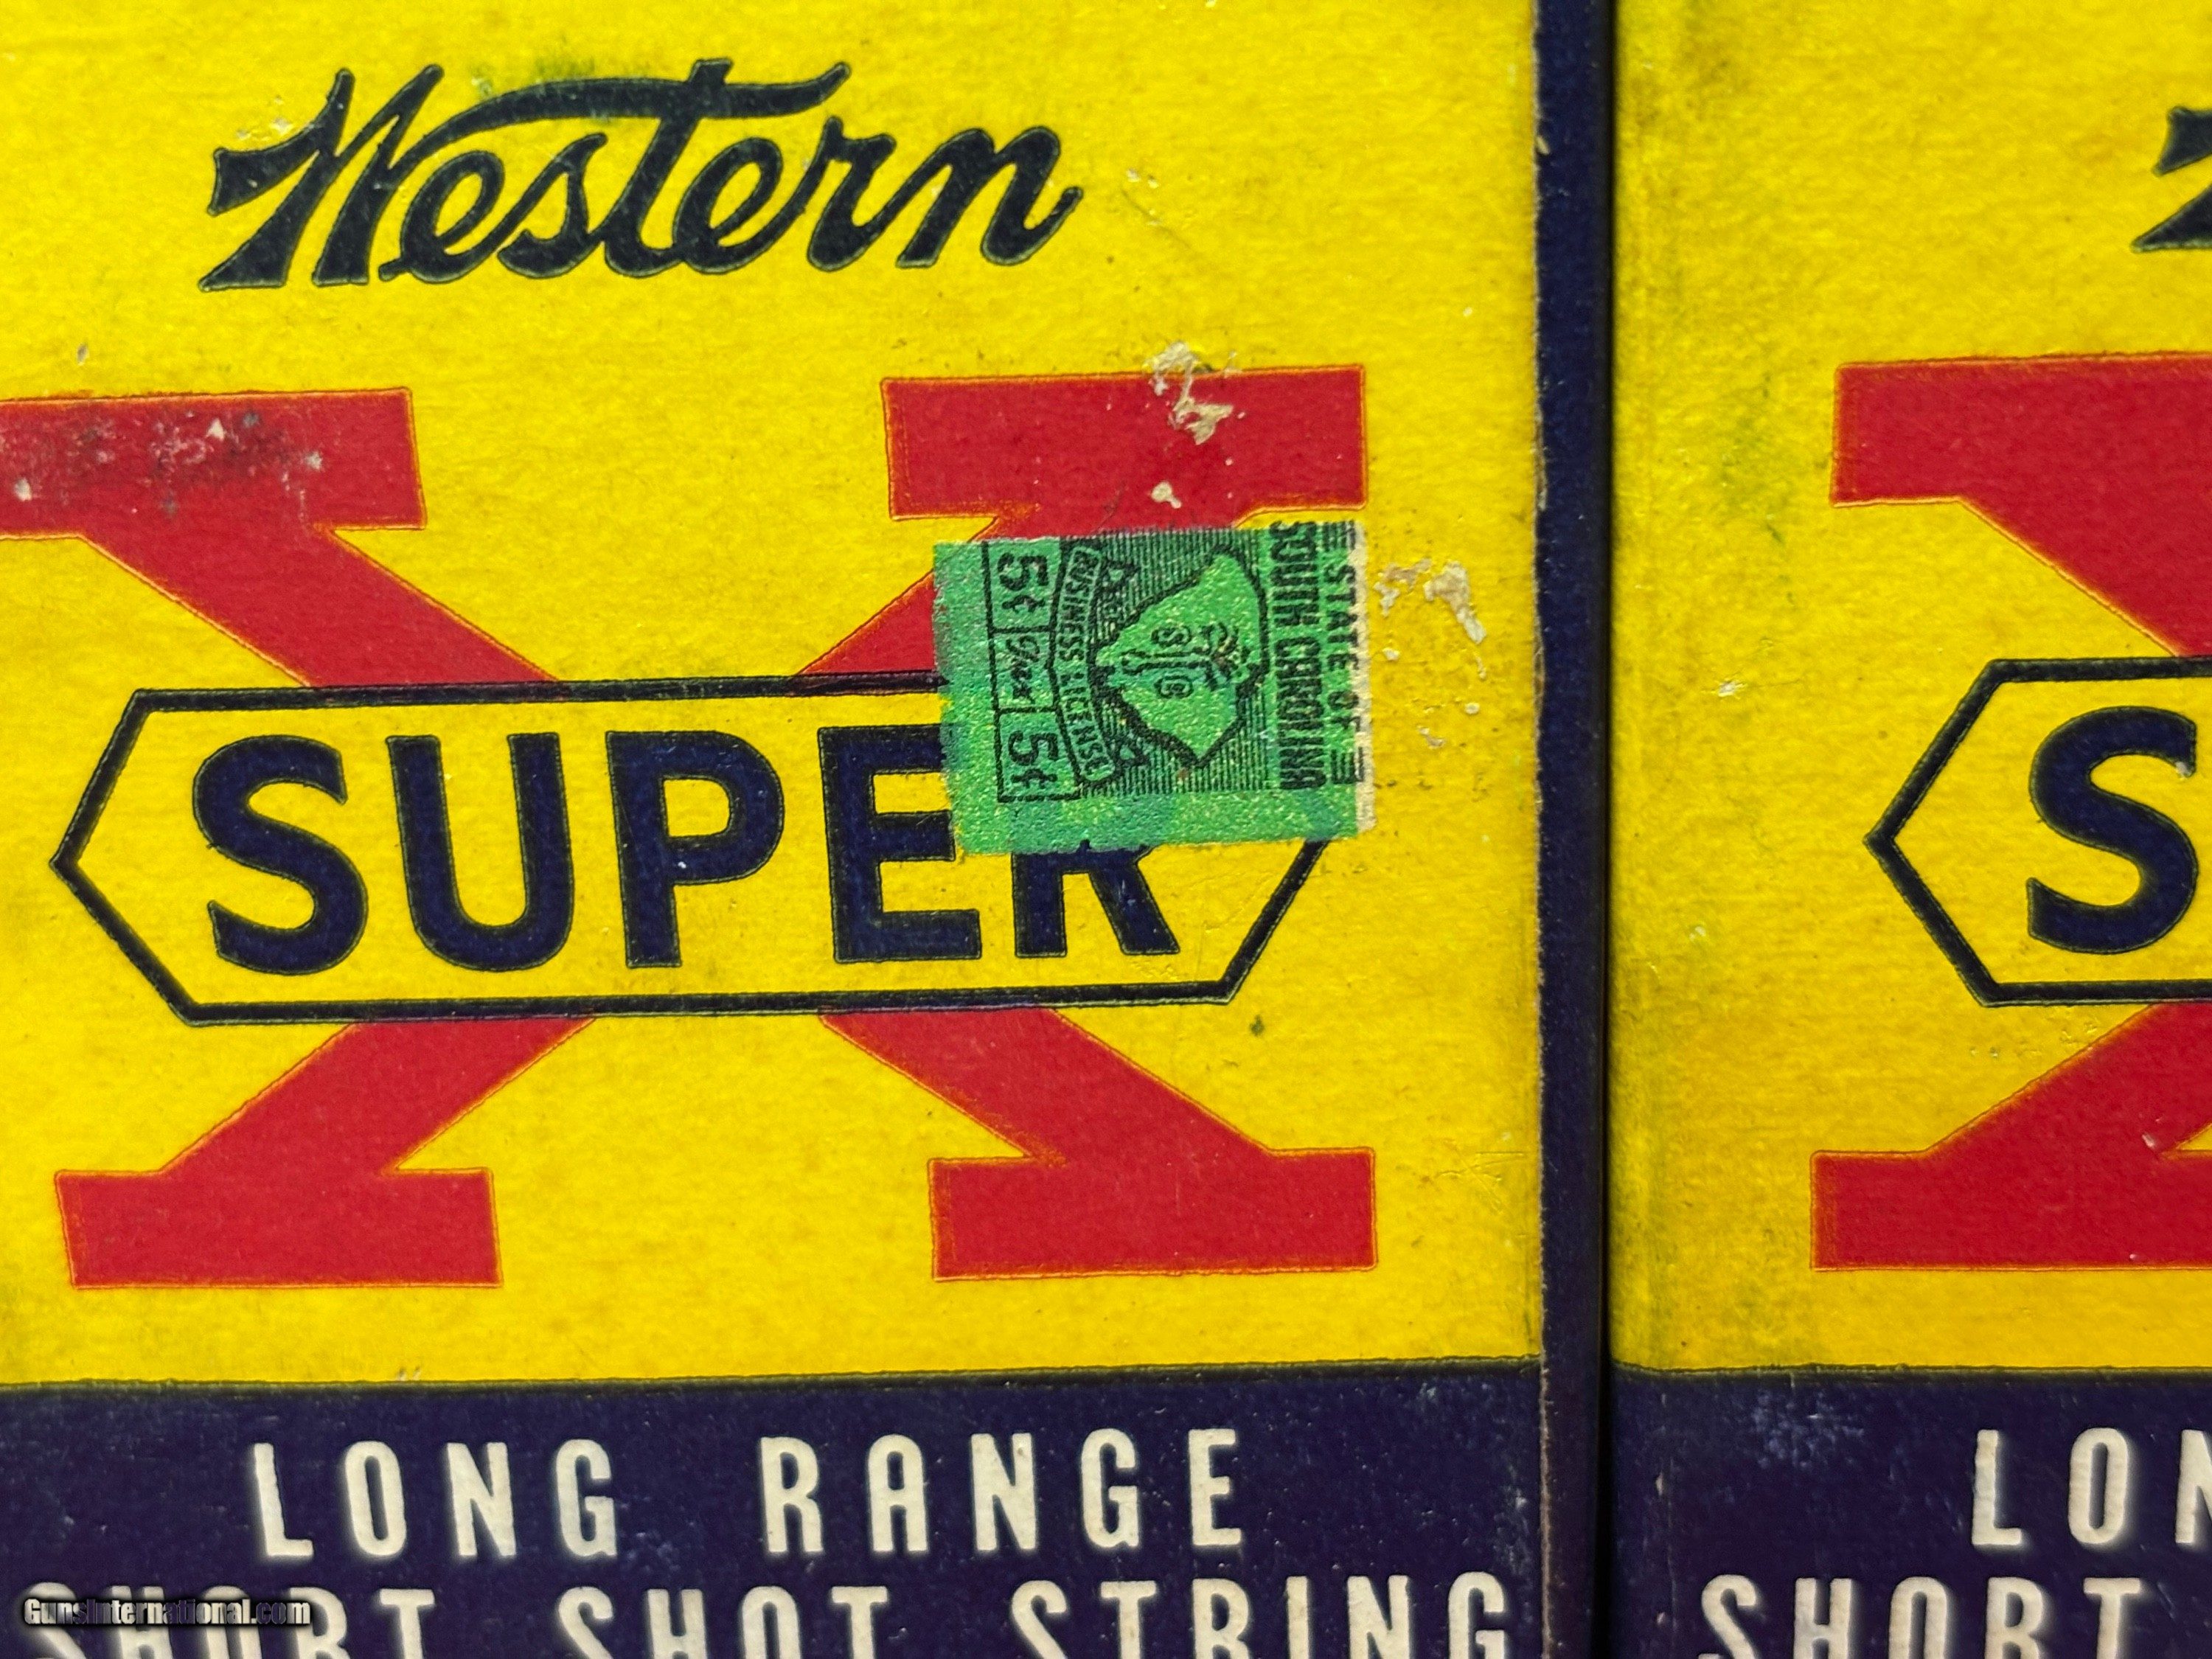 Western
STATE OF
SOUTH CAROLINA
BUSINESS LICENSE
5¢ Tax 5¢
SUPER
X
S
LONG RANGE
LON
SHORT SHOT STRING
SHORT
GunsInternational.com